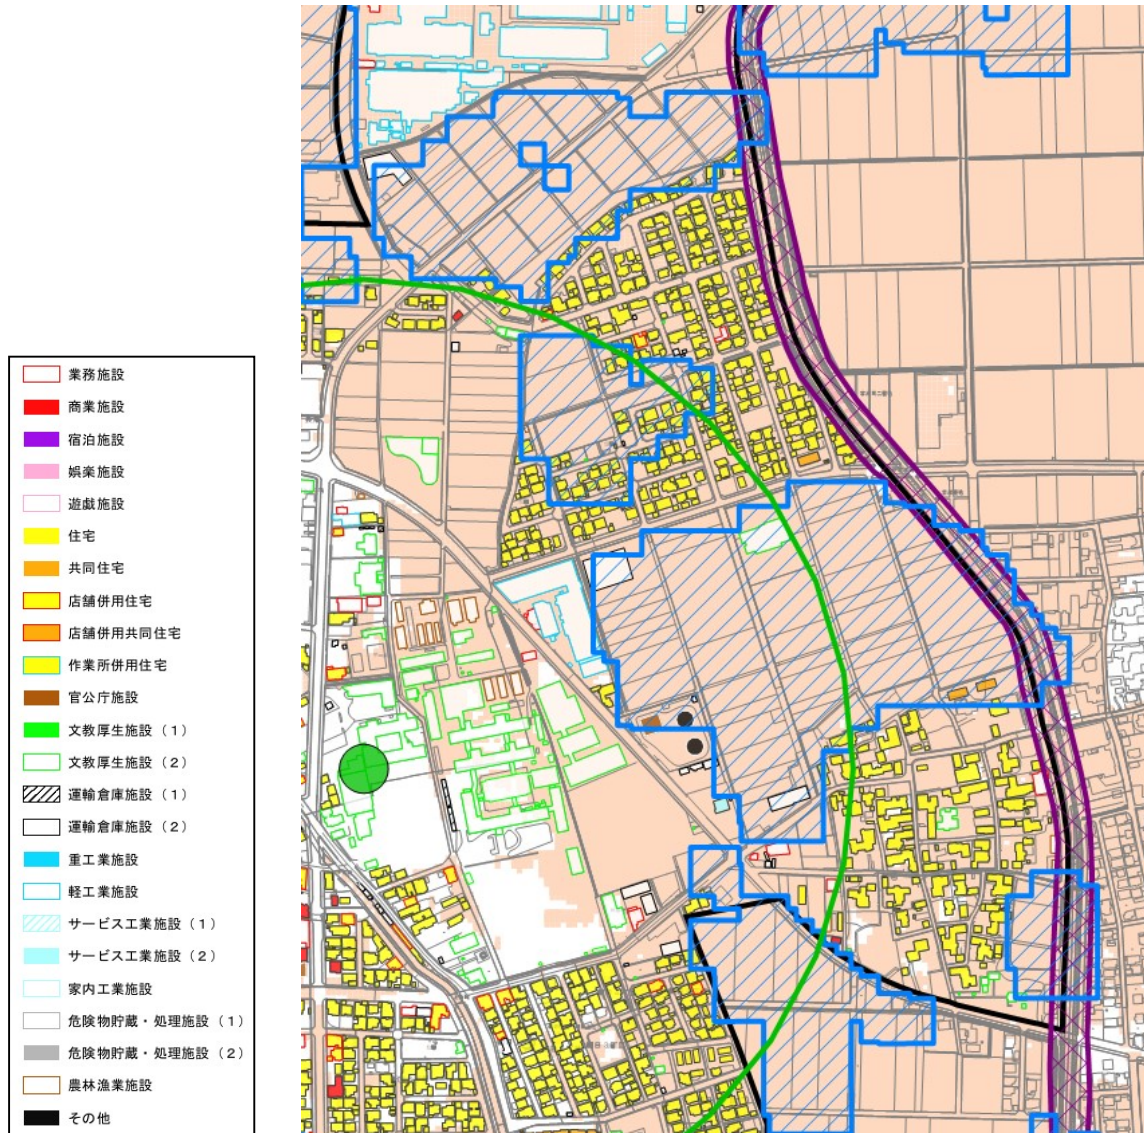 業務施設
商業施設
宿泊施設
娯楽施設
遊戯施設
住宅
共同住宅
店舗併用住宅
店舗併用共同住宅
作業所併用住宅
官公庁施設
文教厚生施設（1）
文教厚生施設（2）
運輸倉庫施設（1）
運輸倉庫施設（2）
重工業施設
軽工業施設
サービス工業施設（1）
サービス工業施設（2）
家内工業施設
危険物貯蔵・処理施設（1）
危険物貯蔵・処理施設（2）
農林漁業施設
その他